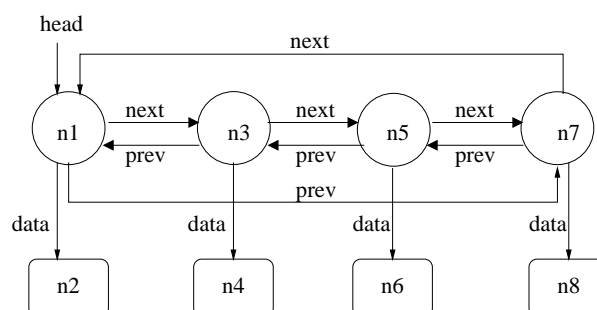 head
next
n1 next n3 next n5 next n7
prev prev prev
prev
data data data data
n2 n4 n6 n8